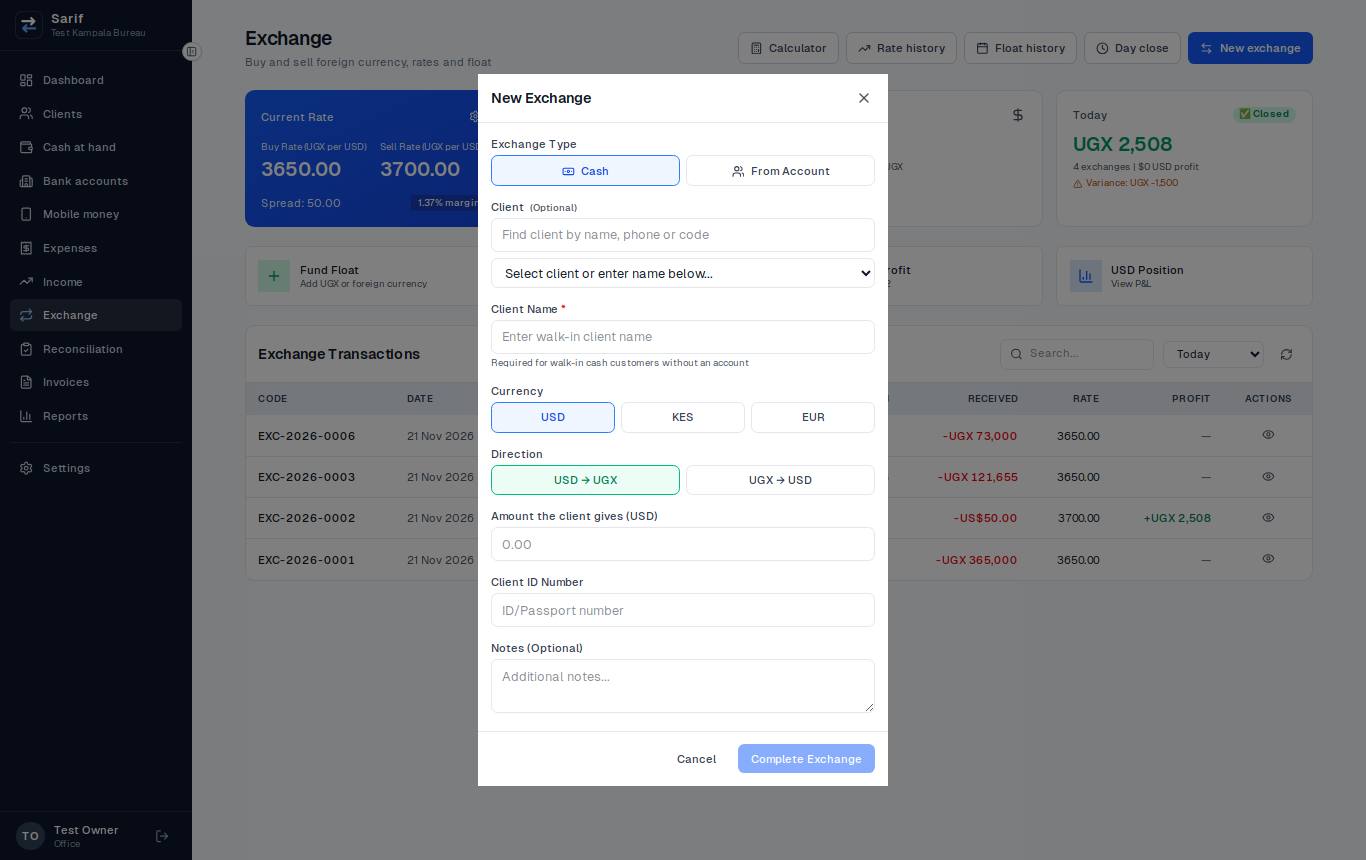 Sarif
Test Kampala Bureau
Dashboard
Clients
Cash at hand
Bank accounts
Mobile money
Expenses
Income
Exchange
Reconciliation
Invoices
Reports
Settings
TO
Test Owner
Office
Exchange
Buy and sell foreign currency, rates and float
Calculator
Rate history
Float history
Day close
New exchange
Current Rate
Buy Rate (UGX per USD)
Sell Rate (UGX per USD
3650.00
3700.00
Spread: 50.00
1.37% margin
Today
✅ Closed
UGX 2,508
4 exchanges | $0 USD profit
Variance: UGX -1,500
Fund Float
Add UGX or foreign currency
USD Position
View P&L
Exchange Transactions
Search...
Today
CODE
DATE
RECEIVED
RATE
PROFIT
ACTIONS
EXC-2026-0006
21 Nov 2026
-UGX 73,000
3650.00
—
EXC-2026-0003
21 Nov 2026
-UGX 121,655
3650.00
—
EXC-2026-0002
21 Nov 2026
-US$50.00
3700.00
+UGX 2,508
EXC-2026-0001
21 Nov 2026
-UGX 365,000
3650.00
—
New Exchange
Exchange Type
Cash
From Account
Client (Optional)
Find client by name, phone or code
Select client or enter name below...
Client Name *
Enter walk-in client name
Required for walk-in cash customers without an account
Currency
USD
KES
EUR
Direction
USD → UGX
UGX → USD
Amount the client gives (USD)
0.00
Client ID Number
ID/Passport number
Notes (Optional)
Additional notes...
Cancel
Complete Exchange